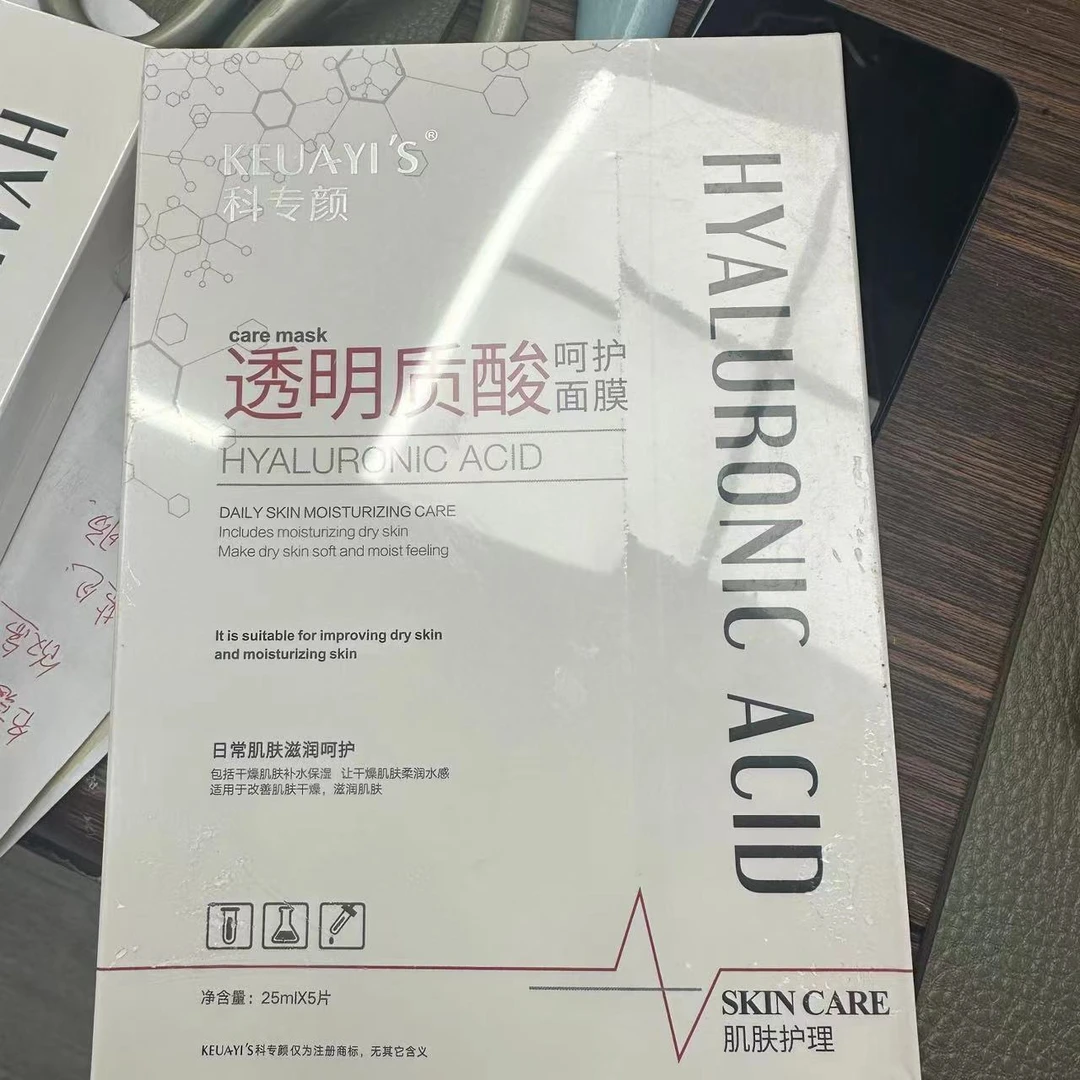 KEUAYI'S®
科专颜
care mask
透明质酸呵护面膜
HYALURONIC ACID
DAILY SKIN MOISTURIZING CARE
Includes moisturizing dry skin
Make dry skin soft and moist feeling
It is suitable for improving dry skin
and moisturizing skin
日常肌肤滋润呵护
包括干燥肌肤补水保湿 让干燥肌肤柔润水感
适用于改善肌肤干燥，滋润肌肤
净含量：25mlX5片
KEUAYI'S科专颜仅为注册商标，无其它含义
HYALURONIC ACID
SKIN CARE
肌肤护理